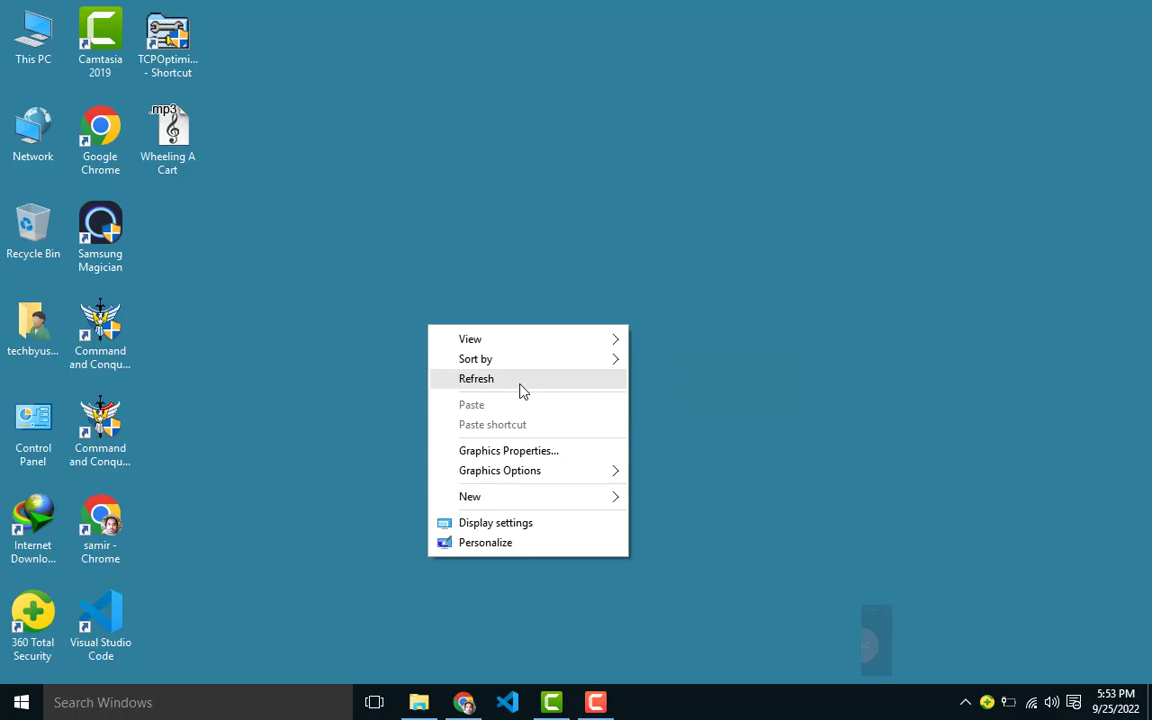 This PC
Camtasia
2019
TCPOptimi...
- Shortcut
.mp3
Network
Google
Chrome
Wheeling A
Cart
Recycle Bin
Samsung
Magician
techbyus...
Command
and Conqu...
Control
Panel
Command
and Conqu...
Internet
Downlo...
samir -
Chrome
360 Total
Security
Visual Studio
Code
View
Sort by
Refresh
Paste
Paste shortcut
Graphics Properties...
Graphics Options
New
Display settings
Personalize
Search Windows
5:53 PM
9/25/2022